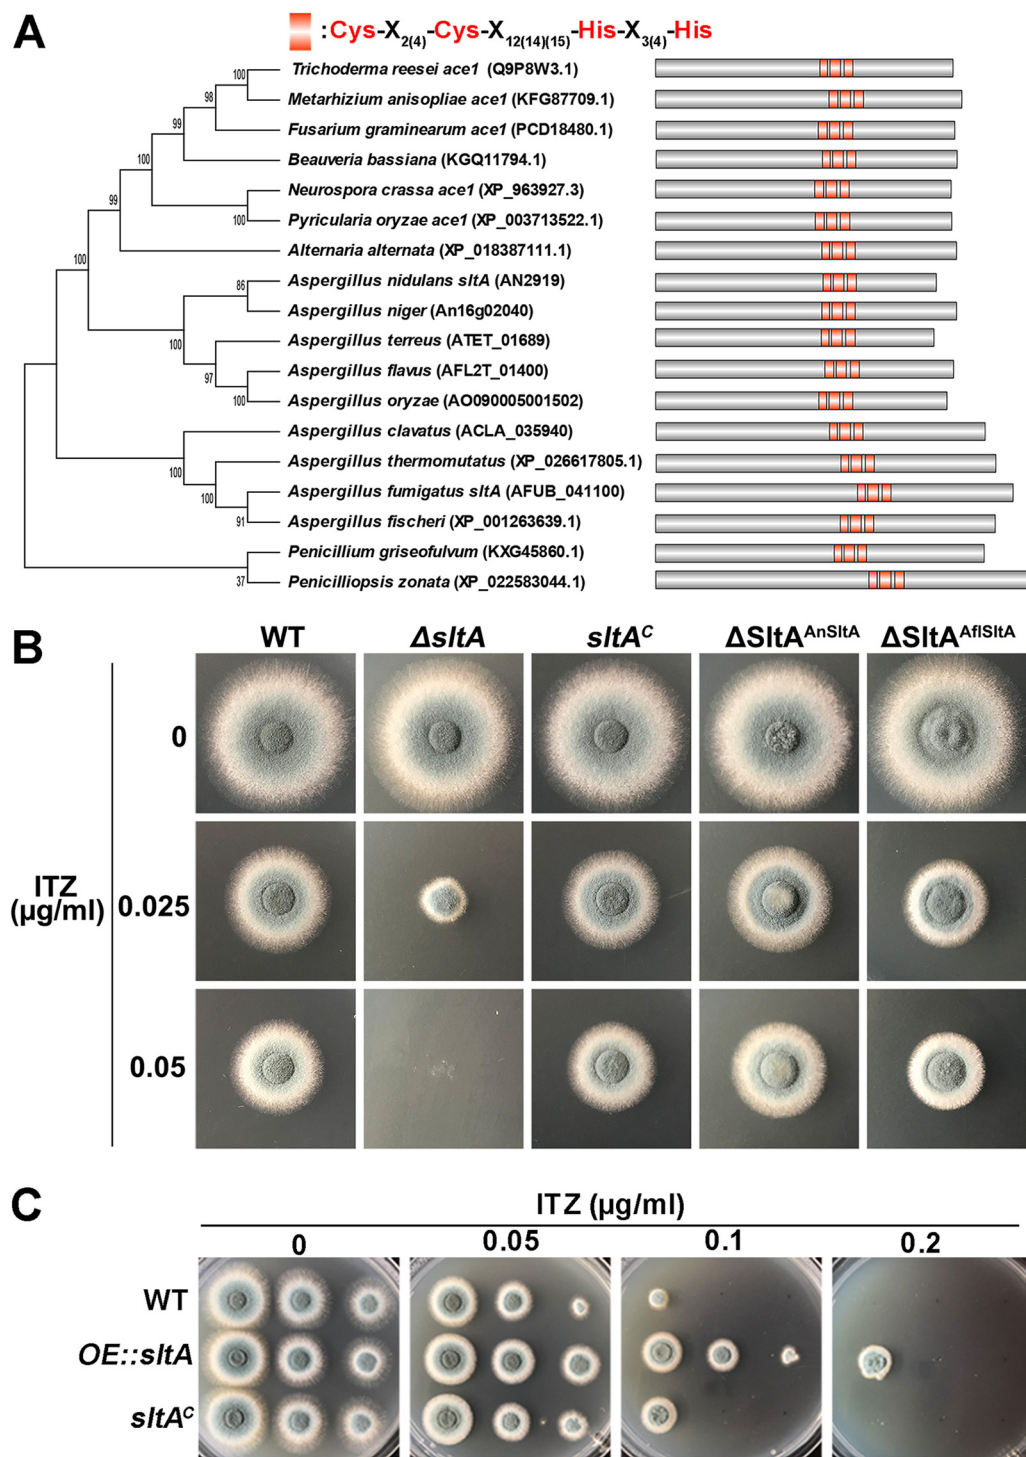 A
:Cys-X2(4)-Cys-X12(14)(15)-His-X3(4)-His
100 Trichoderma reesei ace1 (Q9P8W3.1)
98 Metarhizium anisopliae ace1 (KFG87709.1)
99 Fusarium graminearum ace1 (PCD18480.1)
100 Beauveria bassiana (KGQ11794.1)
99 Neurospora crassa ace1 (XP_963927.3)
100 Pyricularia oryzae ace1 (XP_003713522.1)
100 Alternaria alternata (XP_018387111.1)
86 Aspergillus nidulans sltA (AN2919)
Aspergillus niger (An16g02040)
100 Aspergillus terreus (ATET_01689)
97 Aspergillus flavus (AFL2T_01400)
100 Aspergillus oryzae (AO090005001502)
Aspergillus clavatus (ACLA_035940)
100 Aspergillus thermomutatus (XP_026617805.1)
100 Aspergillus fumigatus sltA (AFUB_041100)
91 Aspergillus fischeri (XP_001263639.1)
Penicillium griseofulvum (KXG45860.1)
37 Penicilliopsis zonata (XP_022583044.1)
B
WT ΔsltA sltAC ΔSltAAnSltA ΔSltAAflSltA
0
ITZ
(µg/ml)
0.025
0.05
C
ITZ (µg/ml)
0 0.05 0.1 0.2
WT
OE::sltA
sltAC